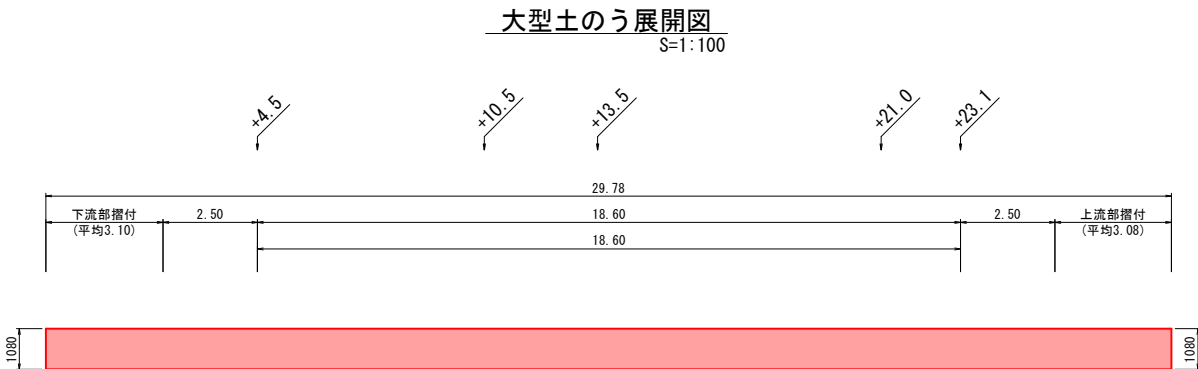 大型土のう展開図
S=1:100
+4.5
+10.5
+13.5
+21.0
+23.1
29.78
下流部摺付
(平均3.10)
2.50
18.60
2.50
上流部摺付
(平均3.08)
18.60
1080
1080